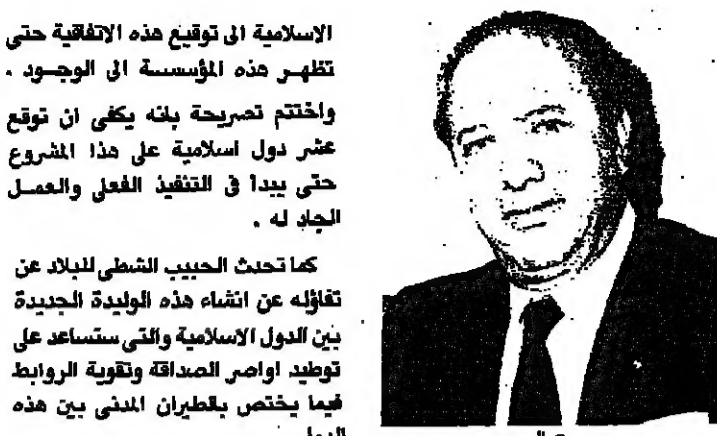 الاسلامية الى توقيع هذه الاتفاقية حتى
تظهر هذه المؤسسة الى الوجود .
واختتم تصريحة بانه يكفى ان توقع
عشر دول اسلامية على هذا المشروع
حتى يبدأ فى التنفيذ الفعلى والعمل
الجاد له .
كما تحدث الحبيب الشطى للبلاد عن
تفاؤله عن انشاء هذه الوليدة الجديدة
بين الدول الاسلامية والتى ستساعد على
توطيد اواصر الصداقة وتقوية الروابط
فيما يختص بالطيران المدنى بين هذه